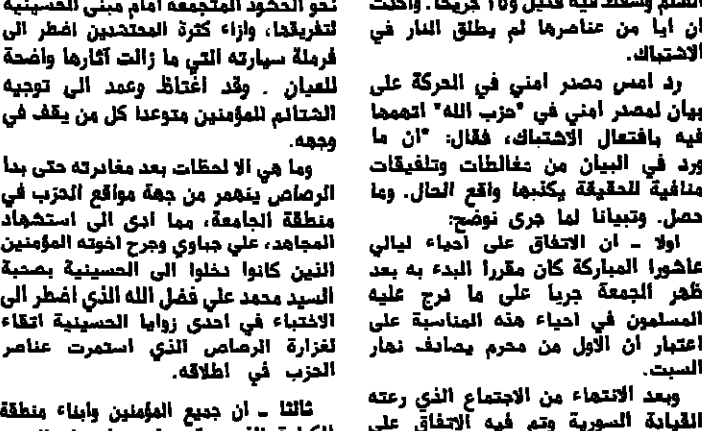 السلم وسقط فيه قتيل و10 جريحا. واكدت
ان ايا من عناصرها لم يطلق النار في
الاشتباك.
رد امس مصدر امني في الحركة على
بيان لمصدر امني في "حزب الله" اتهمها
فيه بافتعال الاشتباك، فقال: "ان ما
ورد في البيان من مغالطات وتلفيقات
منافية للحقيقة يكذبها واقع الحال. وما
حصل. وتبيانا لما جرى نوضح:
اولا ـ ان الاتفاق على احياء ليالي
عاشورا المباركة كان مقررا البدء به بعد
ظهر الجمعة جريا على ما درج عليه
المسلمون في احياء هذه المناسبة على
اعتبار ان الاول من محرم يصادف نهار
السبت.
وبعد الانتهاء من الاجتماع الذي رعته
القيادة السورية وتم فيه الاتفاق على
نحو الحشود المتجمعة امام مبنى الحسينية
لتفريقها، وازاء كثرة المحتشدين اضطر الى
فرملة سيارته التي ما زالت آثارها واضحة
للعيان . وقد اغتاظ وعمد الى توجيه
الشتائم للمؤمنين متوعدا كل من يقف في
وجهه.
وما هي الا لحظات بعد مغادرته حتى بدا
الرصاص ينهمر من جهة مواقع الحزب في
منطقة الجامعة، مما ادى الى استشهاد
المجاهد، علي جباوي وجرح اخوته المؤمنين
الذين كانوا دخلوا الى الحسينية بصحبة
السيد محمد علي فضل الله الذي اضطر الى
الاختباء في احدى زوايا الحسينية اتقاء
لغزارة الرصاص الذي استمرت عناصر
الحزب في اطلاقه.
ثالثا ـ ان جميع المؤمنين وابناء منطقة